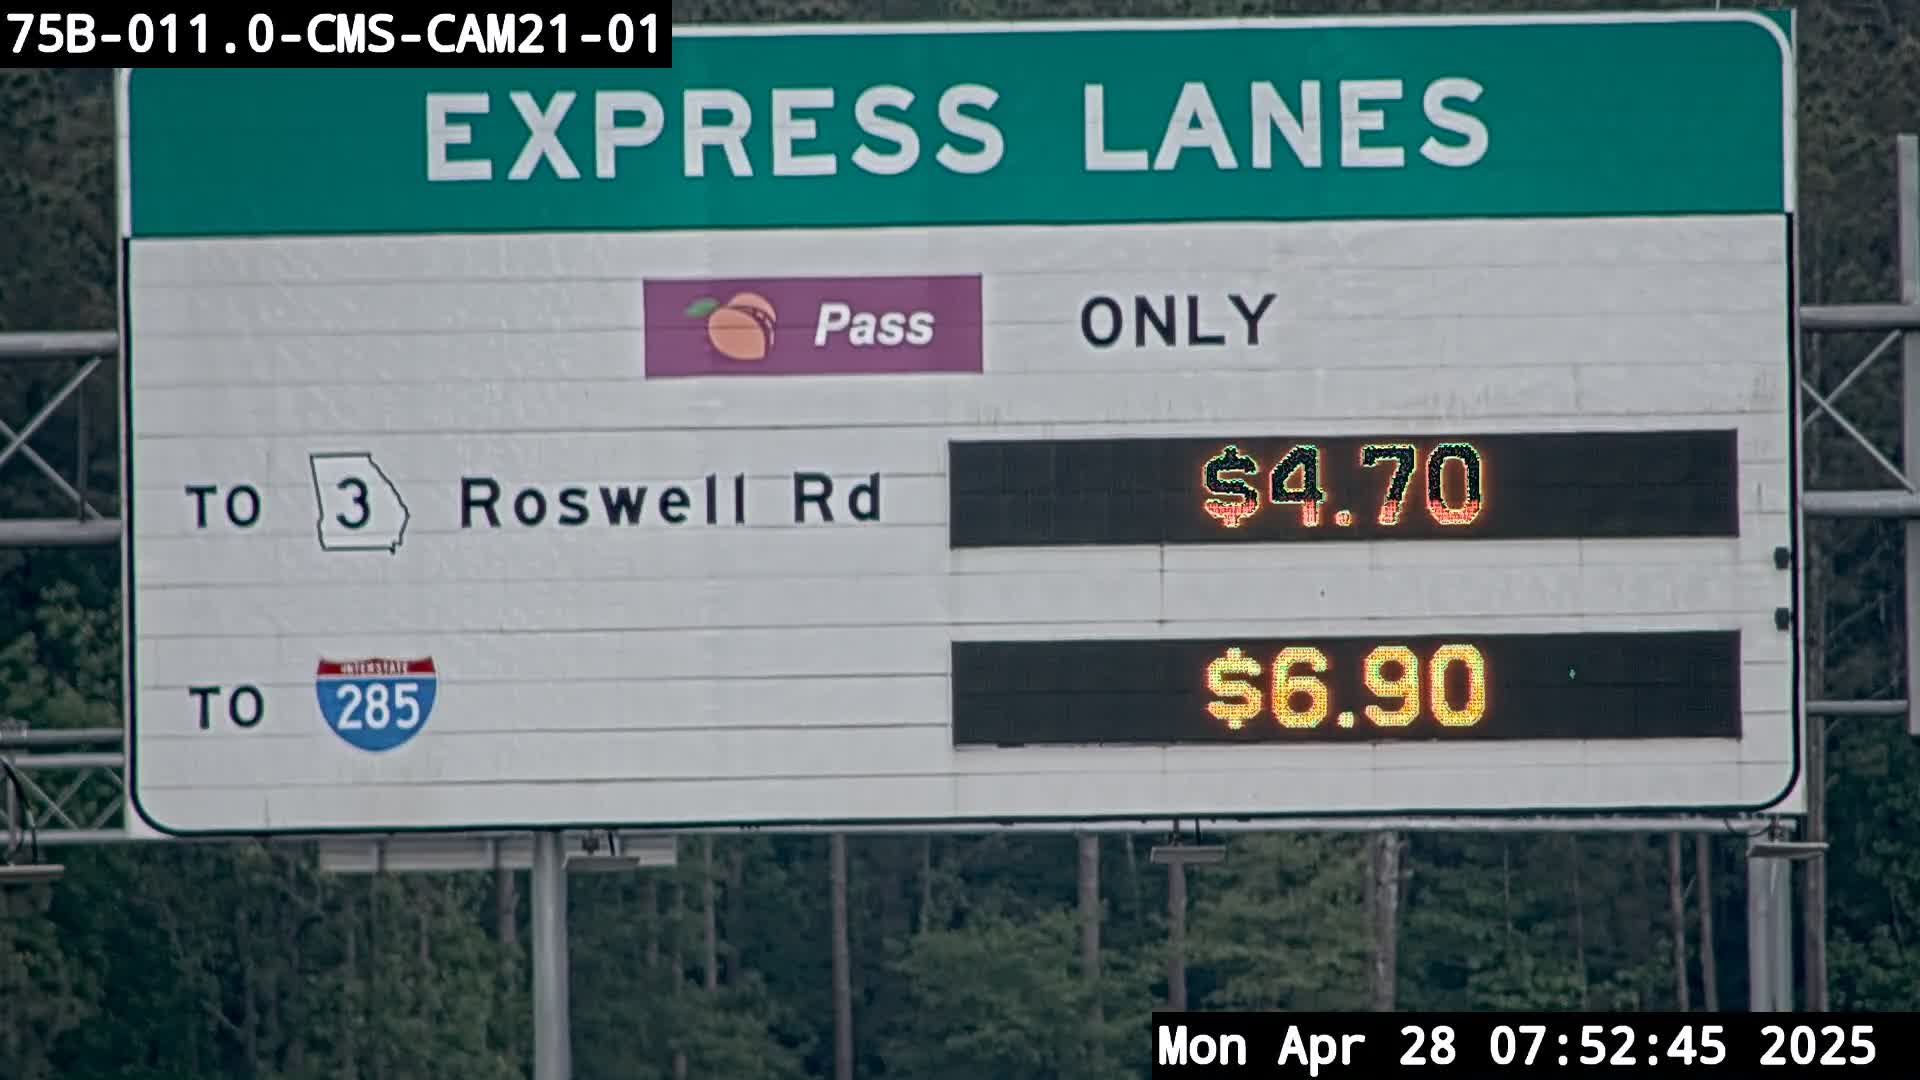 75B-011.0-CMS-CAM21-01
EXPRESS LANES
Pass ONLY
TO 3 Roswell Rd $4.70
INTERSTATE
TO 285 $6.90
Mon Apr 28 07:52:45 2025